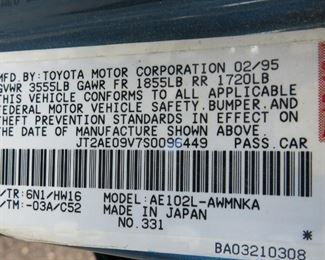 MFD.BY:TOYOTA MOTOR CORPORATION 02/95
GVWR 3555LB GAWR FR 1855LB RR 1720LB
THIS VEHICLE CONFORMS TO ALL APPLICABLE
FEDERAL MOTOR VEHICLE SAFETY.BUMPER.AND
THEFT PREVENTION STANDARDS IN EFFECT ON
THE DATE OF MANUFACTURE SHOWN ABOVE.
JT2AE09V7S0096449 PASS.CAR
/TR:6N1/HW16 MODEL:AE102L-AWMNKA
/TM:-03A/C52 MADE IN JAPAN
NO.331
BA03210308